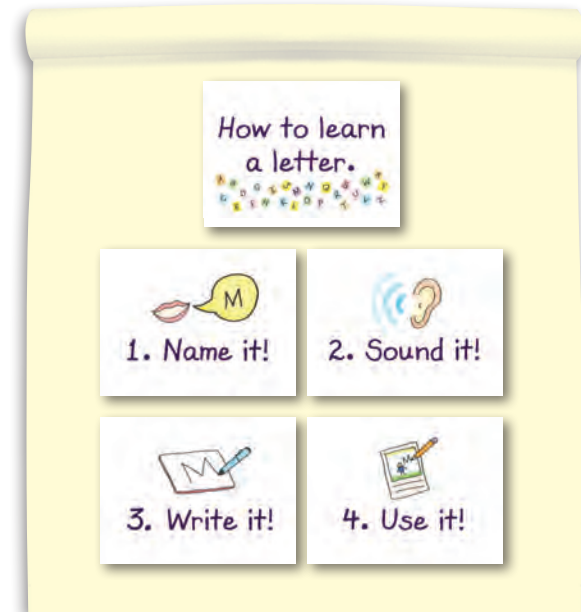 How to learn
a letter.
M
1. Name it!
2. Sound it!
M
3. Write it!
M
4. Use it!